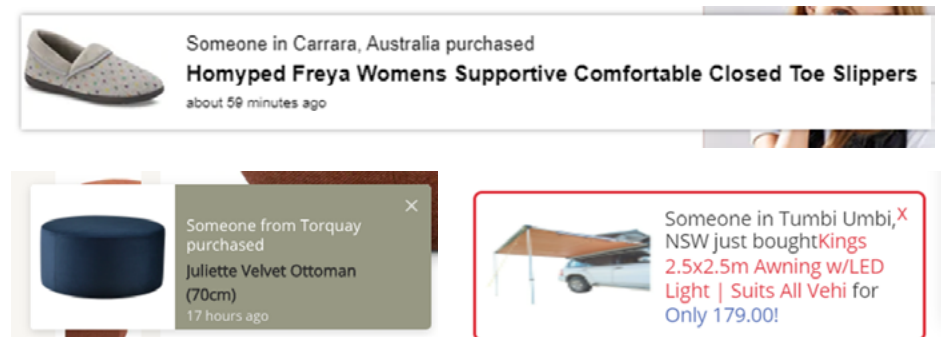 Someone in Carrara, Australia purchased
Homyped Freya Womens Supportive Comfortable Closed Toe Slippers
about 59 minutes ago
Someone from Torquay
purchased
Juliette Velvet Ottoman
(70cm)
17 hours ago
Someone in Tumbi Umbi, X
NSW just boughtKings
2.5x2.5m Awning w/LED
Light | Suits All Vehi for
Only 179.00!